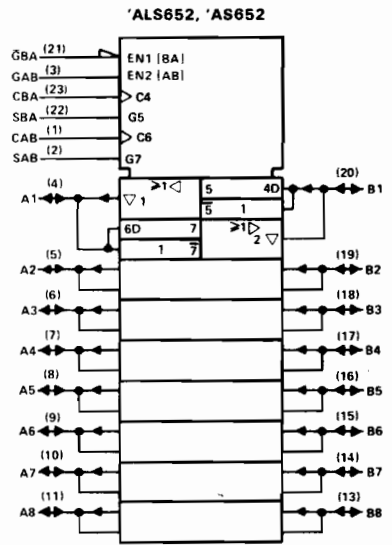 'ALS652, 'AS652
G̅BA (21) EN1 [BA]
GAB (3) EN2 [AB]
CBA (23) C4
SBA (22) G5
CAB (1) C6
SAB (2) G7
A1 (4) ≥1 ▽ 1 5 4D 5̅ 1 (20) B1
6D 7 1 7̅ ≥1 2 ▽
A2 (5) (19) B2
A3 (6) (18) B3
A4 (7) (17) B4
A5 (8) (16) B5
A6 (9) (15) B6
A7 (10) (14) B7
A8 (11) (13) B8